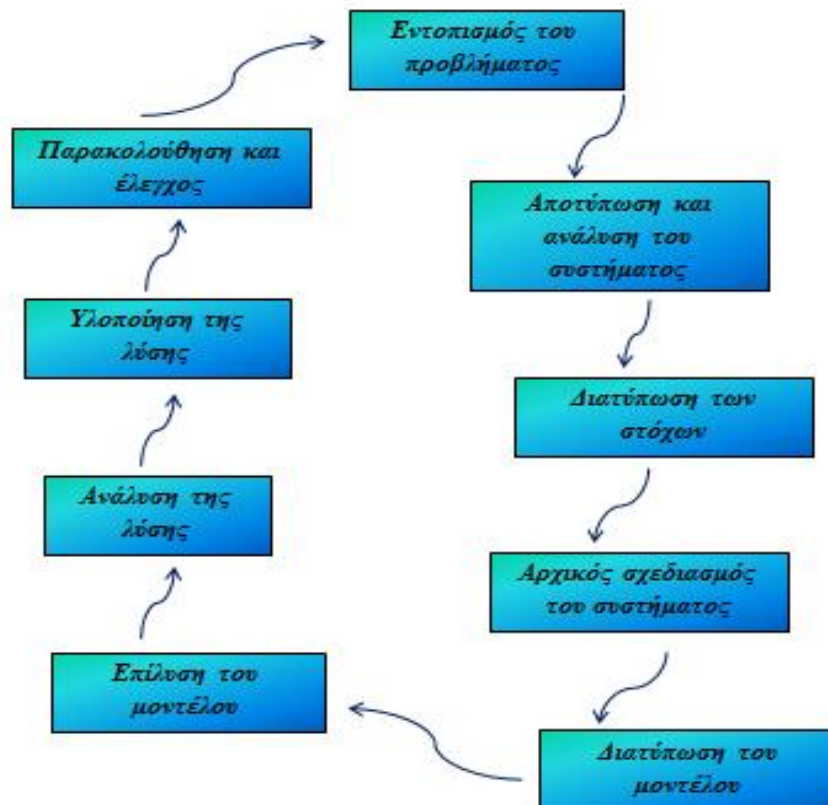 Εντοπισμός του
προβλήματος
Αποτύπωση και
ανάλυση του
συστήματος
Διατύπωση των
στόχων
Αρχικός σχεδιασμός
του συστήματος
Διατύπωση του
μοντέλου
Επίλυση του
μοντέλου
Ανάλυση της
λύσης
Υλοποίηση της
λύσης
Παρακολούθηση και
έλεγχος